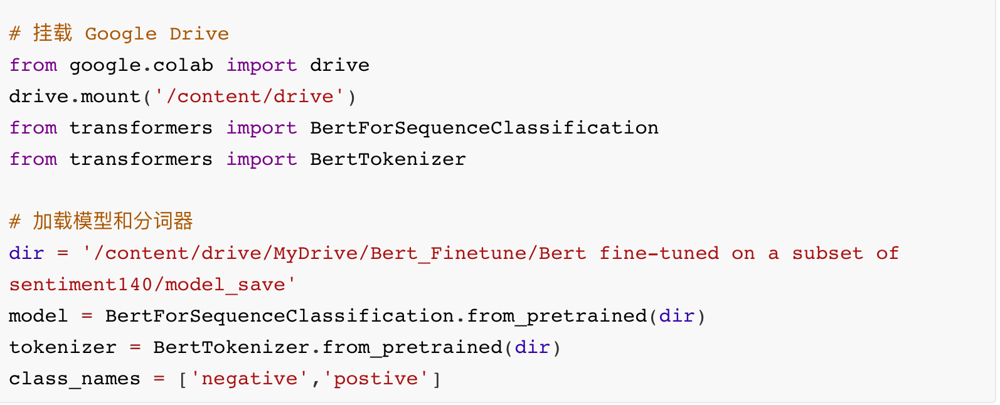 # 挂载 Google Drive
from google.colab import drive
drive.mount('/content/drive')
from transformers import BertForSequenceClassification
from transformers import BertTokenizer
# 加载模型和分词器
dir = '/content/drive/MyDrive/Bert_Finetune/Bert fine-tuned on a subset of
sentiment140/model_save'
model = BertForSequenceClassification.from_pretrained(dir)
tokenizer = BertTokenizer.from_pretrained(dir)
class_names = ['negative','postive']